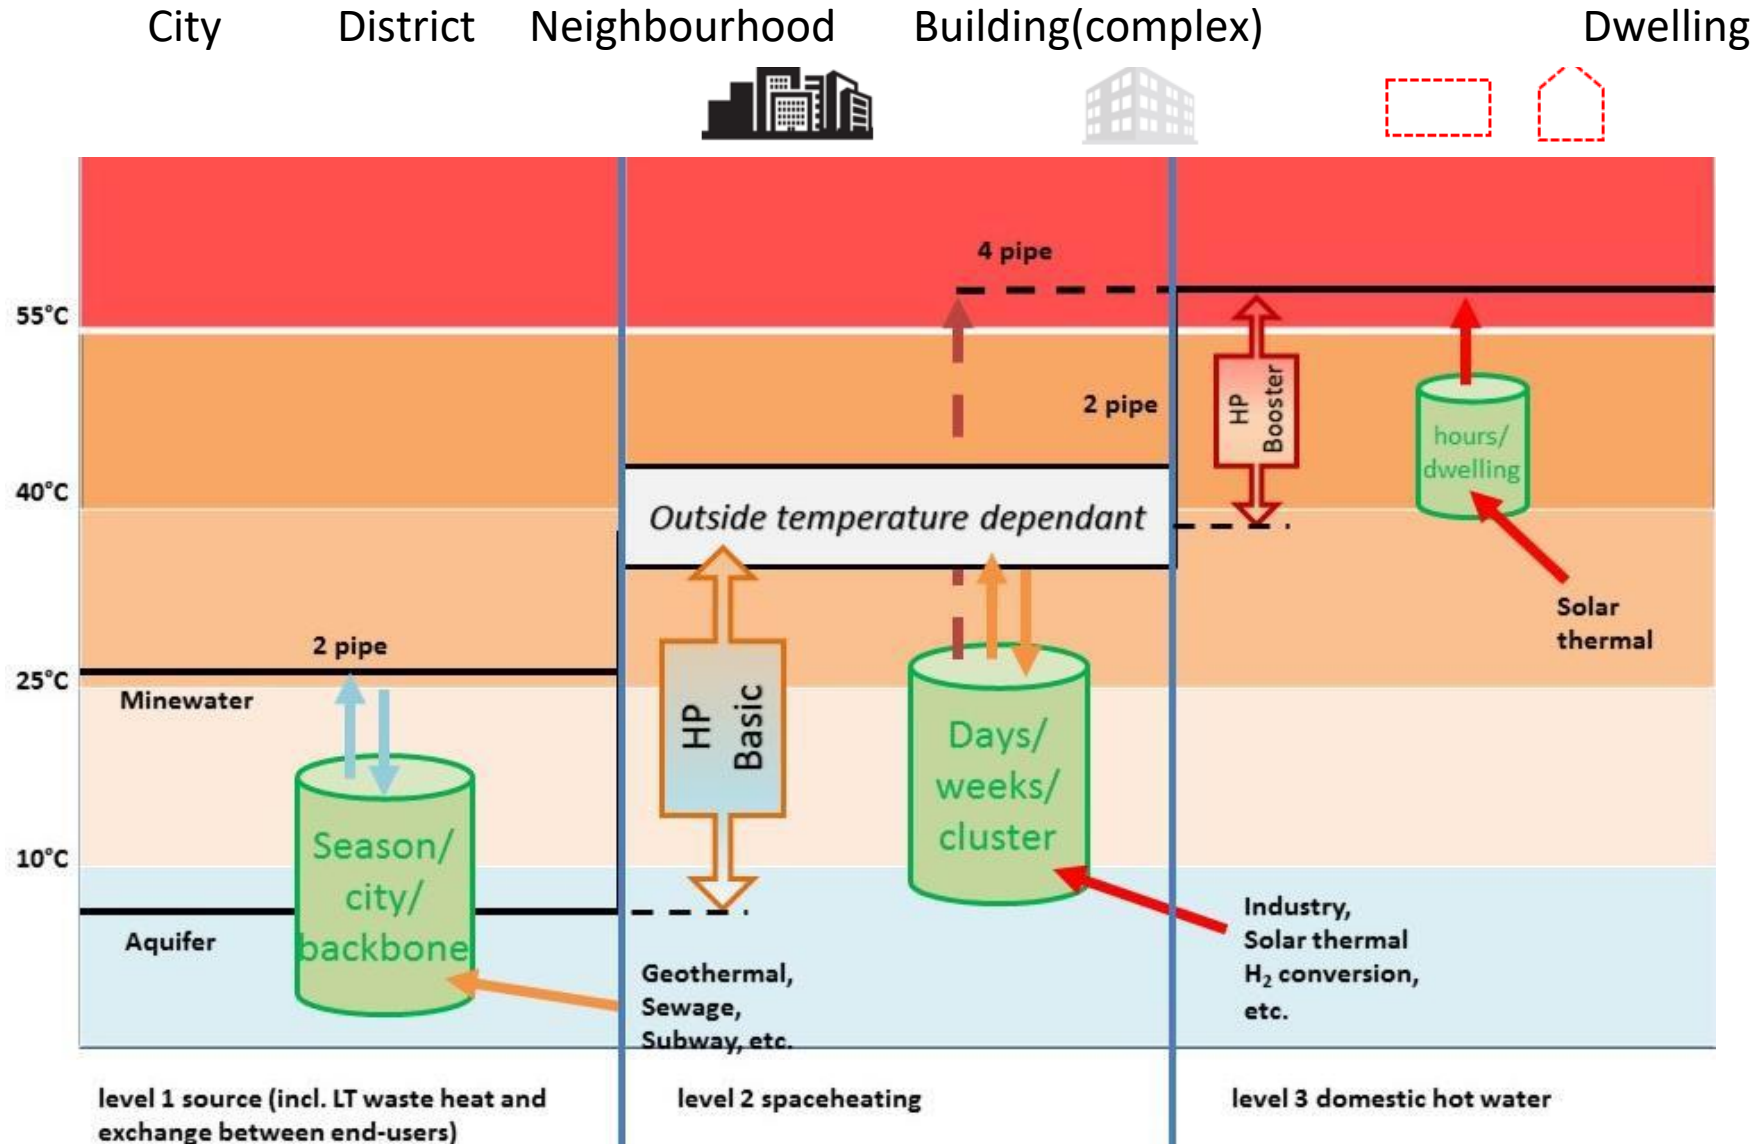 City District Neighbourhood Building(complex) Dwelling
4 pipe
55°C
HP
Booster
2 pipe
hours/
dwelling
40°C
Outside temperature dependant
Solar
thermal
2 pipe
25°C
Minewater
HP
Basic
Days/
weeks/
cluster
Season/
city/
backbone
10°C
Aquifer
Geothermal,
Sewage,
Subway, etc.
Industry,
Solar thermal
H₂ conversion,
etc.
level 1 source (incl. LT waste heat and
exchange between end-users)
level 2 spaceheating
level 3 domestic hot water